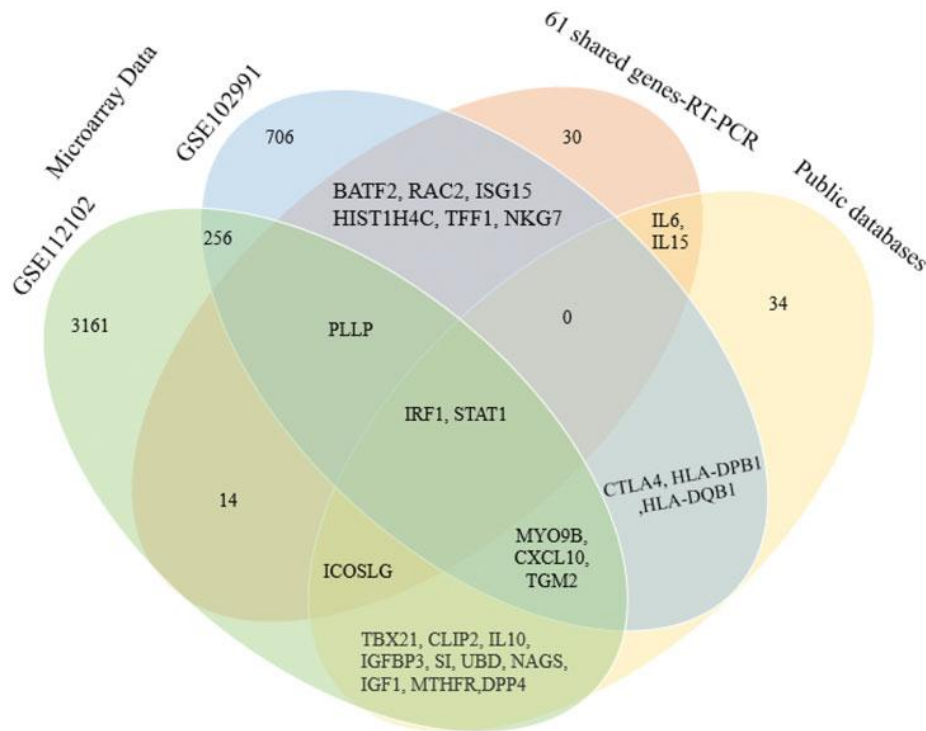 Microarray Data
GSE112102
GSE102991
61 shared genes-RT-PCR
Public databases
706
30
BATF2, RAC2, ISG15
HIST1H4C, TFF1, NKG7
IL6,
IL15
256
34
3161
0
PLLP
IRF1, STAT1
CTLA4, HLA-DPB1
,HLA-DQB1
14
MYO9B,
CXCL10,
TGM2
ICOSLG
TBX21, CLIP2, IL10,
IGFBP3, SI, UBD, NAGS,
IGF1, MTHFR,DPP4